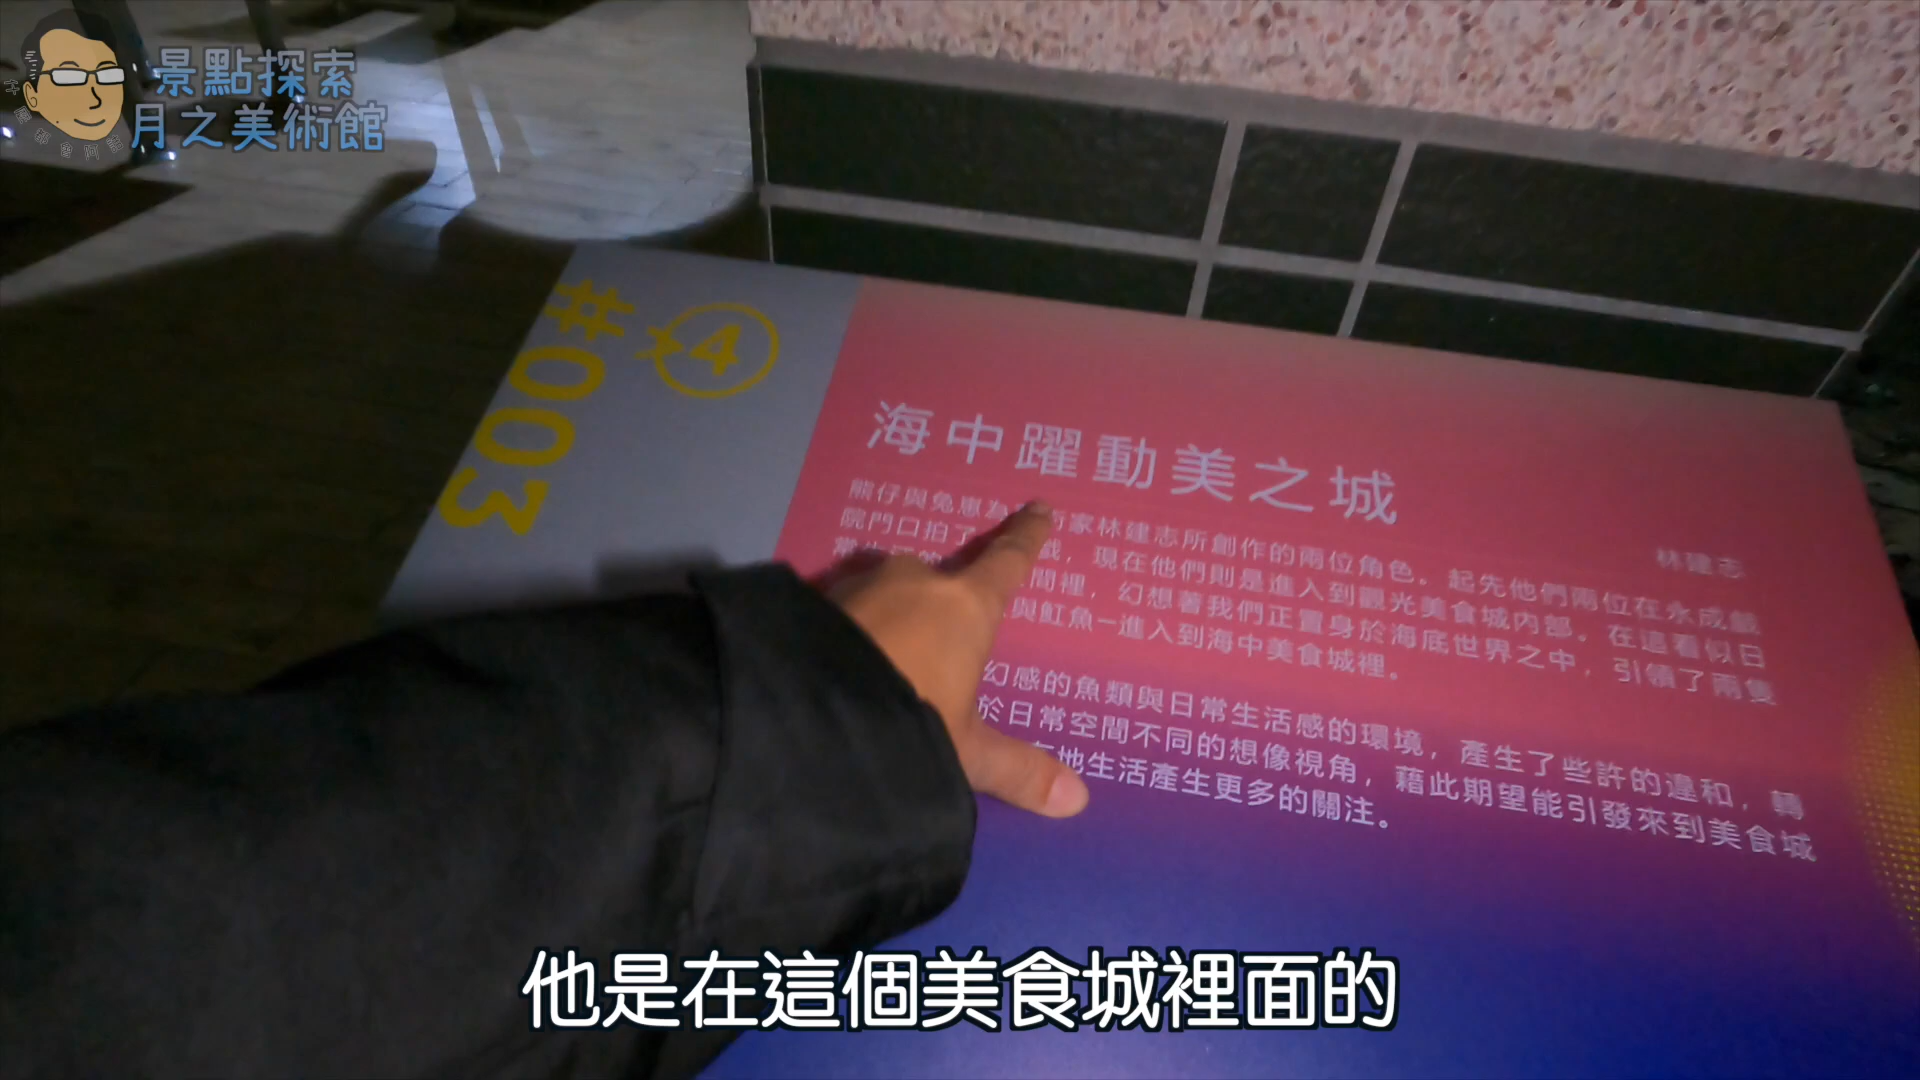 景點探索
月之美術館
#003
4
海中躍動美之城
林建志
熊仔與兔崽為 術家林建志所創作的兩位角色。起先他們兩位在永成戲
院門口拍了 戲，現在他們則是進入到觀光美食城內部。在這看似日
常生活的 間裡，幻想著我們正置身於海底世界之中，引領了兩隻
與魟魚—進入到海中美食城裡。
幻感的魚類與日常生活感的環境，產生了些許的違和，轉
於日常空間不同的想像視角，藉此期望能引發來到美食城
在地生活產生更多的關注。
他是在這個美食城裡面的